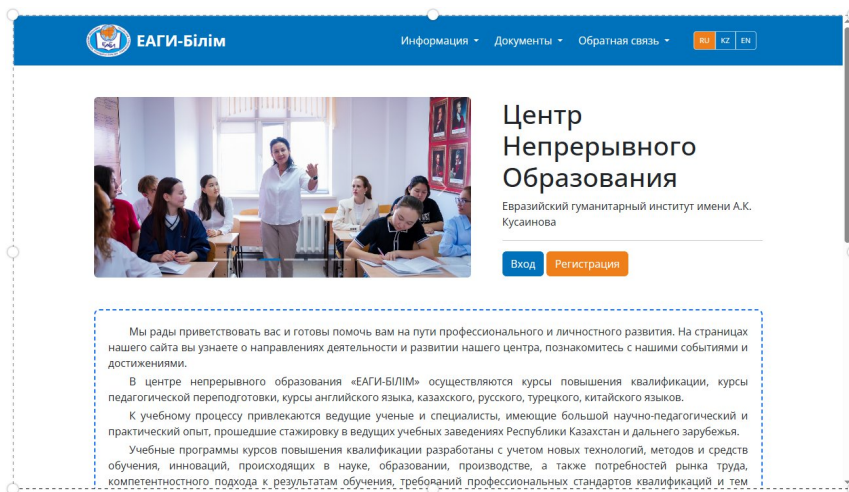 ЕАГИ-Білім
Информация
Документы
Обратная связь
RU KZ EN
Центр
Непрерывного
Образования
Евразийский гуманитарный институт имени А.К.
Кусаинова
Вход
Регистрация
Мы рады приветствовать вас и готовы помочь вам на пути профессионального и личностного развития. На страницах
нашего сайта вы узнаете о направлениях деятельности и развитии нашего центра, познакомитесь с нашими событиями и
достижениями.
В центре непрерывного образования «ЕАГИ-БІЛІМ» осуществляются курсы повышения квалификации, курсы
педагогической переподготовки, курсы английского языка, казахского, русского, турецкого, китайского языков.
К учебному процессу привлекаются ведущие ученые и специалисты, имеющие большой научно-педагогический и
практический опыт, прошедшие стажировку в ведущих учебных заведениях Республики Казахстан и дальнего зарубежья.
Учебные программы курсов повышения квалификации разработаны с учетом новых технологий, методов и средств
обучения, инноваций, происходящих в науке, образовании, производстве, а также потребностей рынка труда,
компетентностного подхода к результатам обучения, требований профессиональных стандартов квалификаций и тем